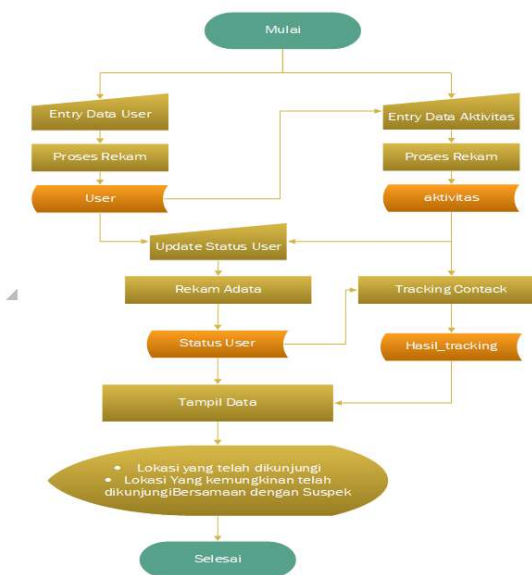 Mulai
Entry Data User
Entry Data Aktivitas
Proses Rekam
Proses Rekam
User
aktivitas
Update Status User
Rekam Adata
Tracking Contack
Status User
Hasil_tracking
Tampil Data
• Lokasi yang telah dikunjungi
• Lokasi Yang kemungkinan telah
dikunjungiBersamaan dengan Suspek
Selesai